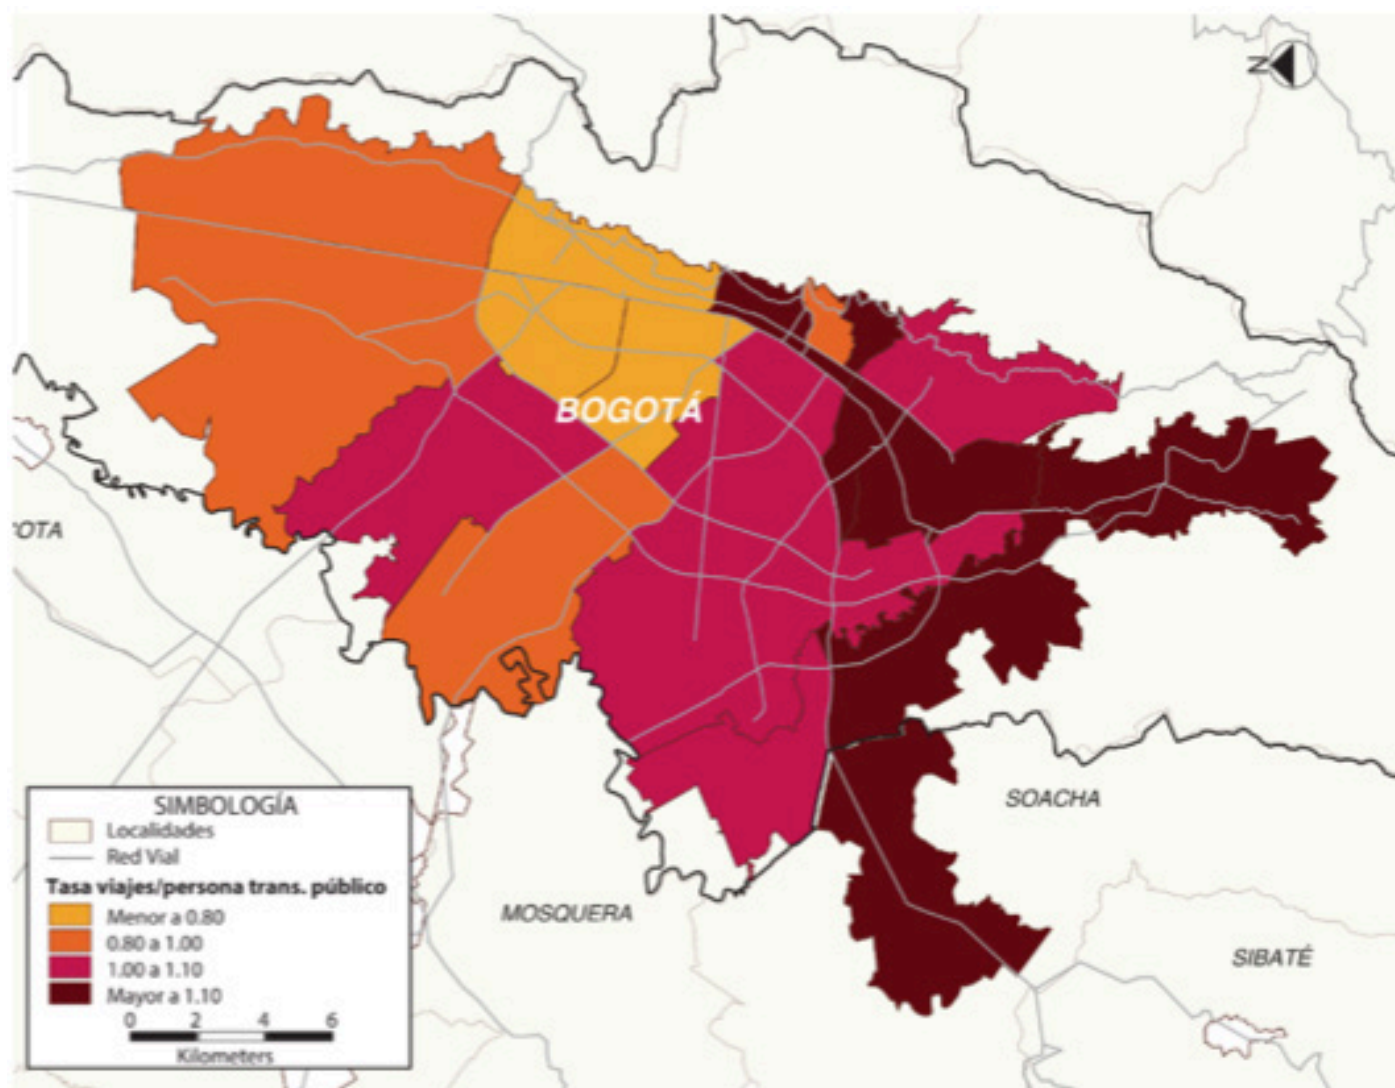 N
BOGOTÁ
COTA
SOACHA
MOSQUERA
SIBATÉ
SIMBOLOGÍA
Localidades
Red Vial
Tasa viajes/persona trans. público
Menor a 0.80
0.80 a 1.00
1.00 a 1.10
Mayor a 1.10
0 2 4 6
Kilometers